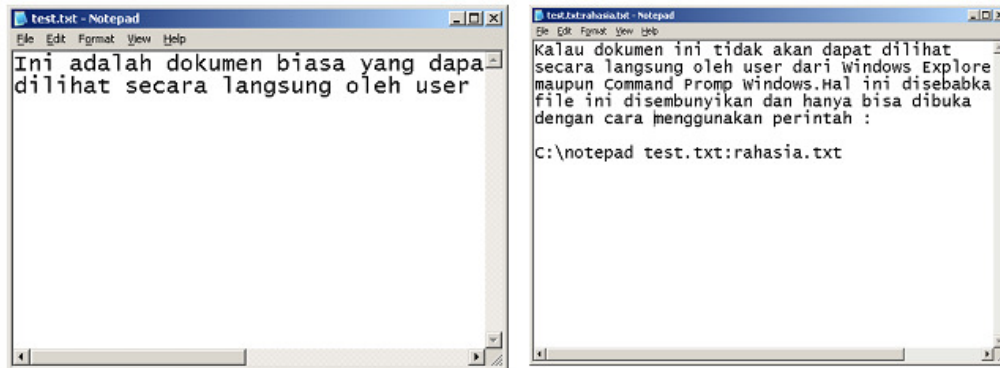 test.txt - Notepad
File Edit Format View Help
Ini adalah dokumen biasa yang dapa
dilihat secara langsung oleh user
test.txt:rahasia.txt - Notepad
File Edit Format View Help
Kalau dokumen ini tidak akan dapat dilihat
secara langsung oleh user dari Windows Explore
maupun Command Promp Windows.Hal ini disebabka
file ini disembunyikan dan hanya bisa dibuka
dengan cara menggunakan perintah :
C:\notepad test.txt:rahasia.txt